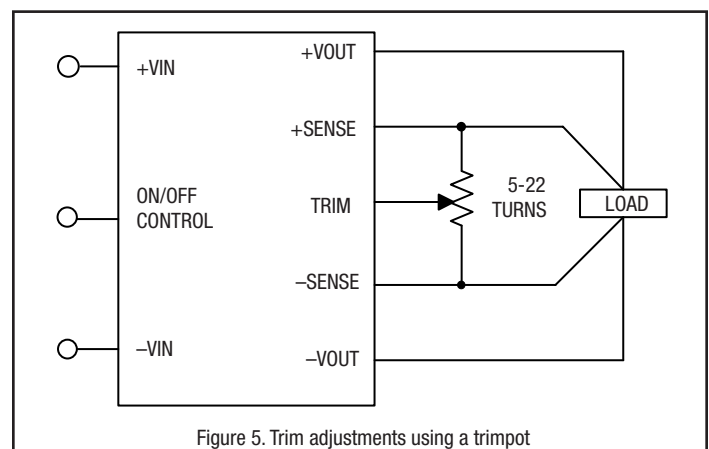 +VIN
ON/OFF
CONTROL
−VIN
+VOUT
+SENSE
TRIM
−SENSE
−VOUT
5-22
TURNS
LOAD
Figure 5. Trim adjustments using a trimpot